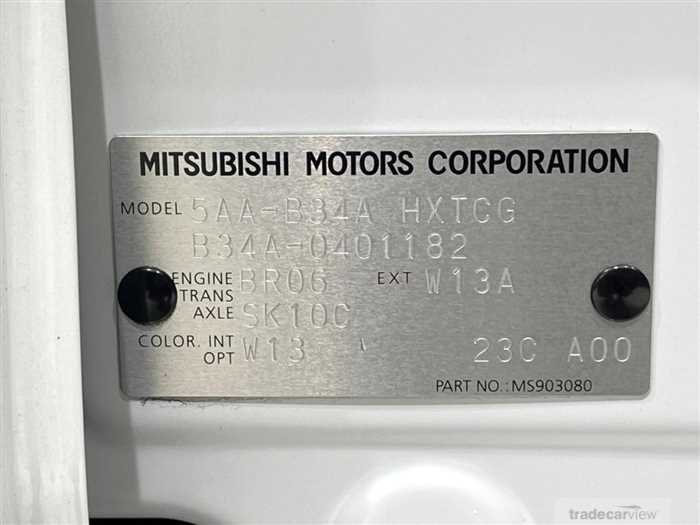 MITSUBISHI MOTORS CORPORATION
MODEL 5AA-B34A HXTCG
B34A-0401182
ENGINE BR06 EXT W13A
TRANS
AXLE SK10C
COLOR. INT
OPT W13 23C A00
PART NO.: MS903080
tradecarview